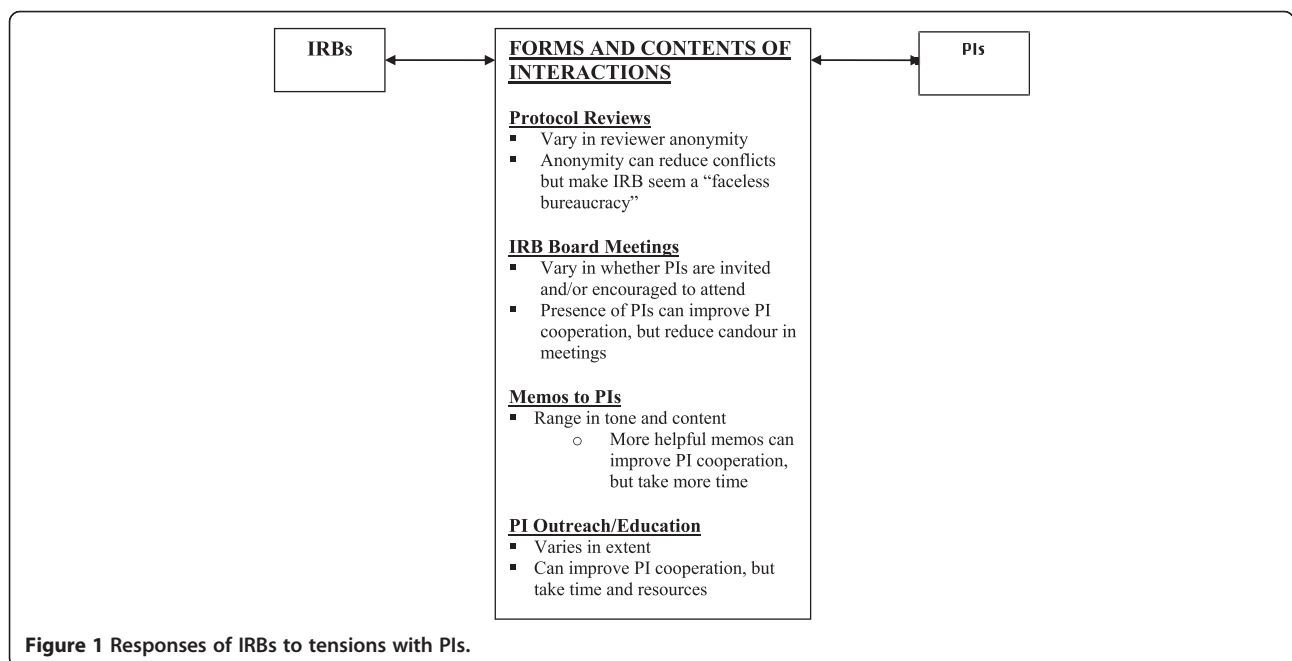 IRBs
FORMS AND CONTENTS OF
INTERACTIONS
Protocol Reviews
▪ Vary in reviewer anonymity
▪ Anonymity can reduce conflicts
but make IRB seem a “faceless
bureaucracy”
IRB Board Meetings
▪ Vary in whether PIs are invited
and/or encouraged to attend
▪ Presence of PIs can improve PI
cooperation, but reduce candour in
meetings
Memos to PIs
▪ Range in tone and content
o More helpful memos can
improve PI cooperation,
but take more time
PI Outreach/Education
▪ Varies in extent
▪ Can improve PI cooperation, but
take time and resources
PIs
Figure 1 Responses of IRBs to tensions with PIs.